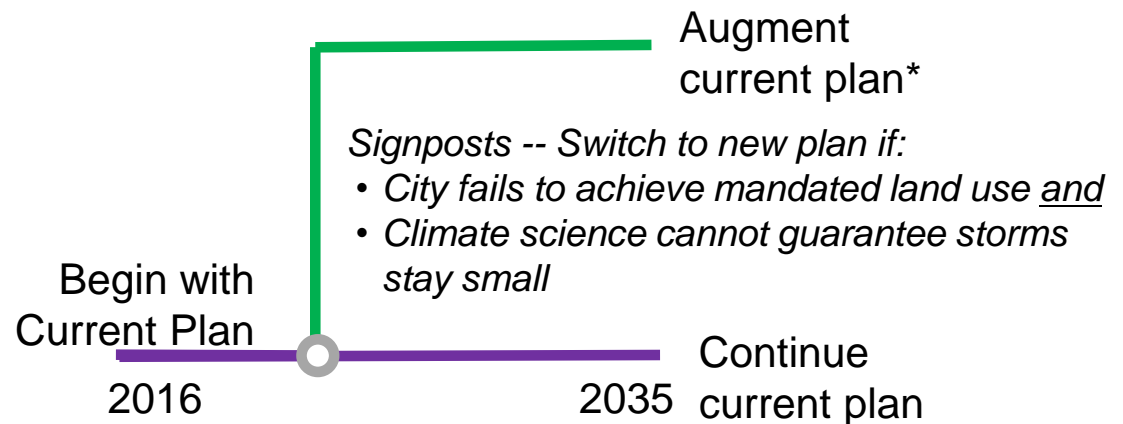 Augment
current plan*
Signposts -- Switch to new plan if:
• City fails to achieve mandated land use and
• Climate science cannot guarantee storms
stay small
Begin with
Current Plan
2016
2035
Continue
current plan